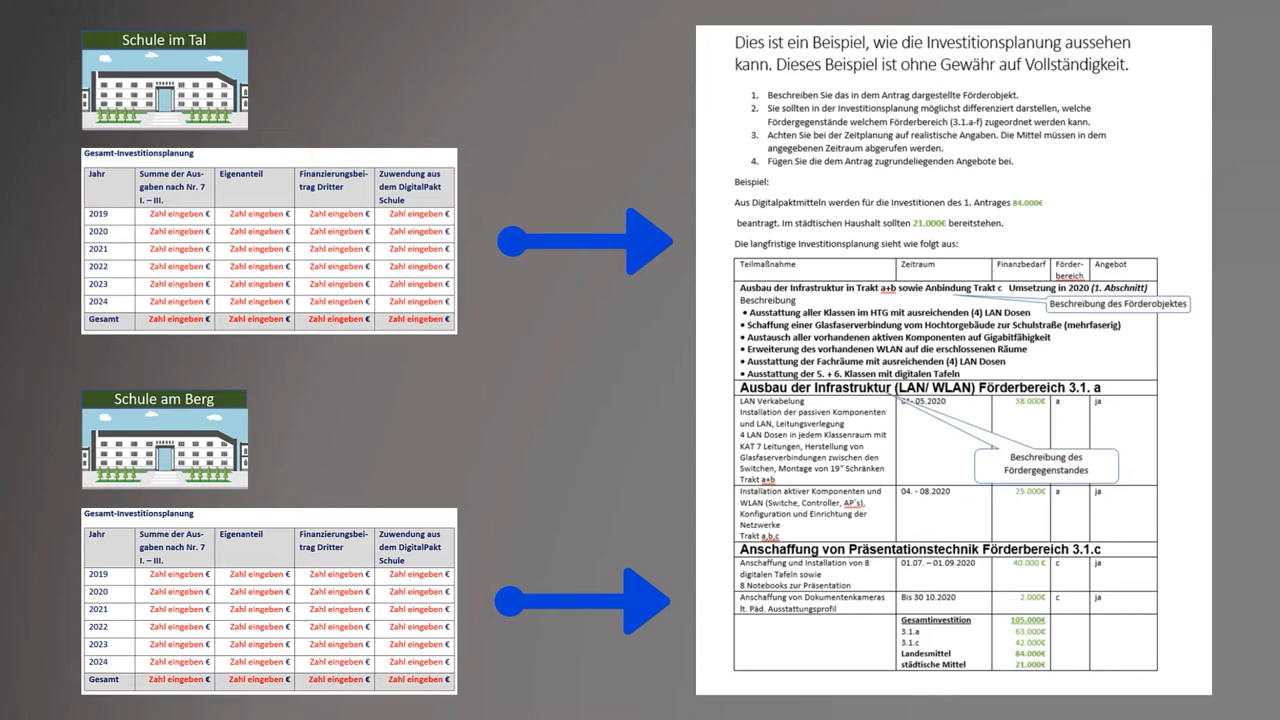 Schule im Tal
Gesamt-Investitionsplanung
Jahr Summe der Aus- Eigenanteil Finanzierungsbei- Zuwendung aus
gaben nach Nr. 7 trag Dritter dem DigitalPakt
I. – III. Schule
2019 Zahl eingeben € Zahl eingeben € Zahl eingeben € Zahl eingeben €
2020 Zahl eingeben € Zahl eingeben € Zahl eingeben € Zahl eingeben €
2021 Zahl eingeben € Zahl eingeben € Zahl eingeben € Zahl eingeben €
2022 Zahl eingeben € Zahl eingeben € Zahl eingeben € Zahl eingeben €
2023 Zahl eingeben € Zahl eingeben € Zahl eingeben € Zahl eingeben €
2024 Zahl eingeben € Zahl eingeben € Zahl eingeben € Zahl eingeben €
Gesamt Zahl eingeben € Zahl eingeben € Zahl eingeben € Zahl eingeben €
Schule am Berg
Gesamt-Investitionsplanung
Jahr Summe der Aus- Eigenanteil Finanzierungsbei- Zuwendung aus
gaben nach Nr. 7 trag Dritter dem DigitalPakt
I. – III. Schule
2019 Zahl eingeben € Zahl eingeben € Zahl eingeben € Zahl eingeben €
2020 Zahl eingeben € Zahl eingeben € Zahl eingeben € Zahl eingeben €
2021 Zahl eingeben € Zahl eingeben € Zahl eingeben € Zahl eingeben €
2022 Zahl eingeben € Zahl eingeben € Zahl eingeben € Zahl eingeben €
2023 Zahl eingeben € Zahl eingeben € Zahl eingeben € Zahl eingeben €
2024 Zahl eingeben € Zahl eingeben € Zahl eingeben € Zahl eingeben €
Gesamt Zahl eingeben € Zahl eingeben € Zahl eingeben € Zahl eingeben €
Dies ist ein Beispiel, wie die Investitionsplanung aussehen
kann. Dieses Beispiel ist ohne Gewähr auf Vollständigkeit.
1. Beschreiben Sie das in dem Antrag dargestellte Förderobjekt.
2. Sie sollten in der Investitionsplanung möglichst differenziert darstellen, welche
Fördergegenstände welchem Förderbereich (3.1.a-f) zugeordnet werden kann.
3. Achten Sie bei der Zeitplanung auf realistische Angaben. Die Mittel müssen in dem
angegebenen Zeitraum abgerufen werden.
4. Fügen Sie die dem Antrag zugrundeliegenden Angebote bei.
Beispiel:
Aus Digitalpaktmitteln werden für die Investitionen des 1. Antrages 84.000€
beantragt. Im städtischen Haushalt sollten 21.000€ bereitstehen.
Die langfristige Investitionsplanung sieht wie folgt aus:
Teilmaßnahme Zeitraum Finanzbedarf Förder- Angebot
bereich
Ausbau der Infrastruktur in Trakt a+b sowie Anbindung Trakt c Umsetzung in 2020 (1. Abschnitt)
Beschreibung
Beschreibung des Förderobjektes
• Ausstattung aller Klassen im HTG mit ausreichenden (4) LAN Dosen
• Schaffung einer Glasfaserverbindung vom Hochtorgebäude zur Schulstraße (mehrfaserig)
• Austausch aller vorhandenen aktiven Komponenten auf Gigabitfähigkeit
• Erweiterung des vorhandenen WLAN auf die erschlossenen Räume
• Ausstattung der Fachräume mit ausreichenden (4) LAN Dosen
• Ausstattung der 5. + 6. Klassen mit digitalen Tafeln
Ausbau der Infrastruktur (LAN/ WLAN) Förderbereich 3.1. a
LAN Verkabelung 05.2020 38.000€ a ja
Installation der passiven Komponenten
und LAN, Leitungsverlegung
4 LAN Dosen in jedem Klassenraum mit
KAT 7 Leitungen, Herstellung von
Glasfaserverbindungen zwischen den
Switchen, Montage von 19" Schränken
Trakt a+b
Beschreibung des
Fördergegenstandes
Installation aktiver Komponenten und 04. - 08.2020 25.000€ a ja
WLAN (Switche, Controller, AP´s),
Konfiguration und Einrichtung der
Netzwerke
Trakt a,b,c
Anschaffung von Präsentationstechnik Förderbereich 3.1.c
Anschaffung und Installation von 8 01.07. – 01.09.2020 40.000 € c ja
digitalen Tafeln sowie
8 Notebooks zur Präsentation
Anschaffung von Dokumentenkameras Bis 30 10.2020 2.000€ c ja
lt. Päd. Ausstattungsprofil
Gesamtinvestition 105.000€
3.1.a 63.000€
3.1.c 42.000€
Landesmittel 84.000€
städtische Mittel 21.000€